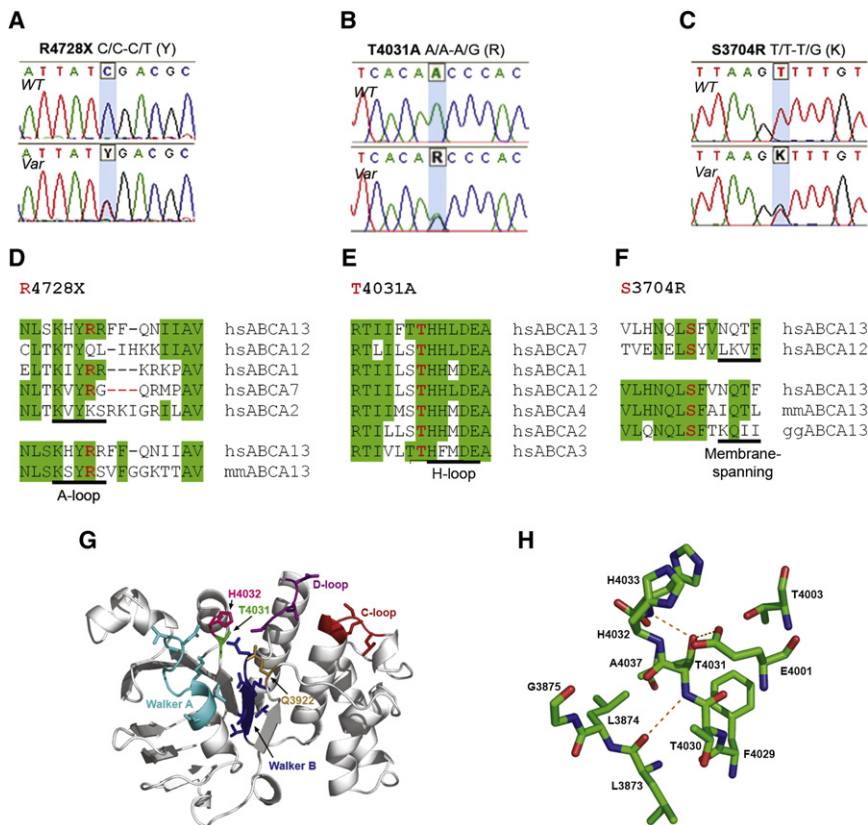 A
R4728X C/C-C/T (Y)
A T T A T C G A C G C
WT
A T T A T Y G A C G C
Var
B
T4031A A/A-A/G (R)
T C A C A A C C C A C
WT
T C A C A R C C C A C
Var
C
S3704R T/T-T/G (K)
T T A A G T T T T G T
WT
T T A A G K T T T G T
Var
D
R4728X
NLSKHYRRFF-QNIIAV hsABCA13
CLTKTYQL-IHKKIIAV hsABCA12
ELTKIYRR---KRKPAV hsABCA1
NLTKVYRG---QRMPAV hsABCA7
NLTKVYKSRKIGRILAV hsABCA2
NLSKHYRRFF-QNIIAV hsABCA13
NLSKSYRSVFGGKTTAV mmABCA13
A-loop
E
T4031A
RTIIFTTHHLDEA hsABCA13
RTLILSTHHLDEA hsABCA7
RTIILSTHHMDEA hsABCA1
RTIILSTHHLDEA hsABCA12
RTIIMSTHHMDEA hsABCA4
RTILLSTHHMDEA hsABCA2
RTIVLTTHFMDEA hsABCA3
H-loop
F
S3704R
VLHNQLSFVNQTF hsABCA13
TVENELSYVLKVF hsABCA12
VLHNQLSFVNQTF hsABCA13
VLHNQLSFAIQTL mmABCA13
VLQNQLSFTKQII ggABCA13
Membrane-
spanning
G
H4032
T4031
D-loop
C-loop
Walker A
Q3922
Walker B
H
H4033
T4003
H4032
T4031
E4001
A4037
G3875
L3874
T4030
F4029
L3873